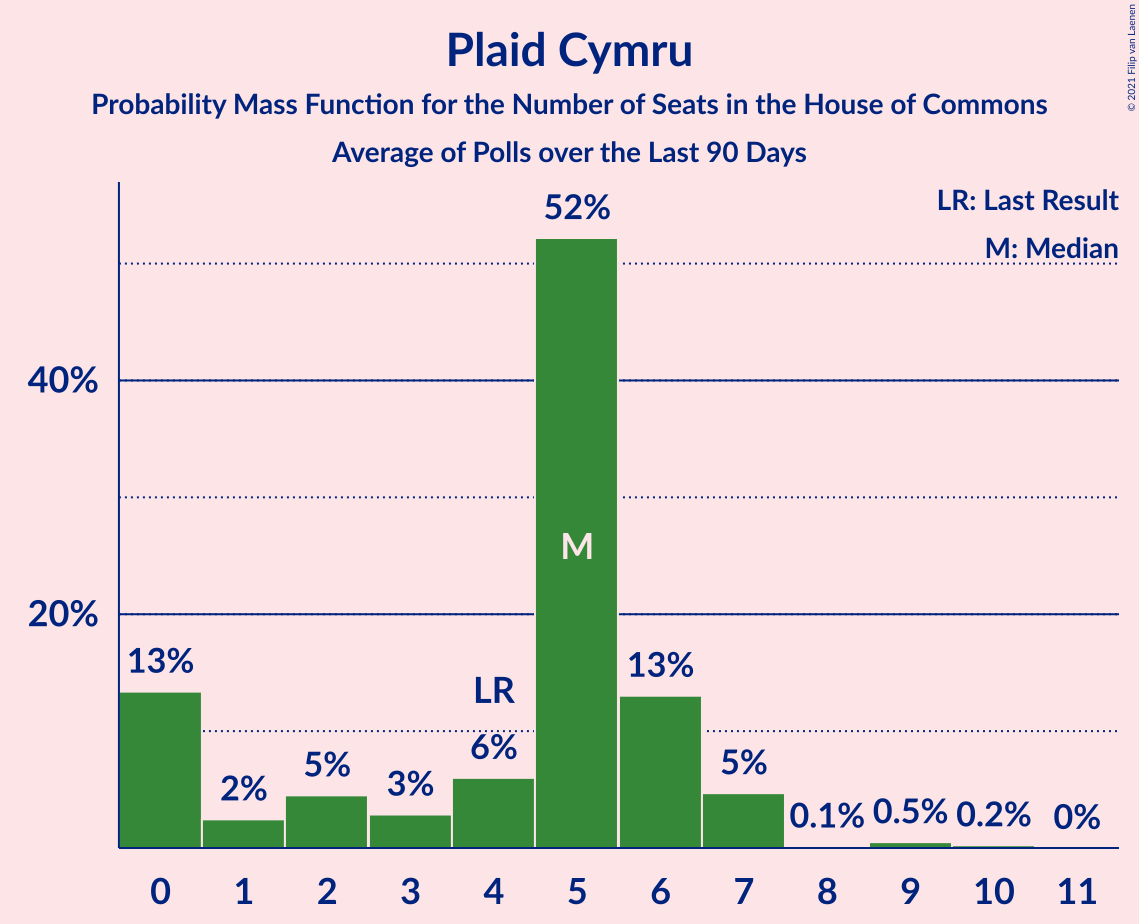 Plaid Cymru
Probability Mass Function for the Number of Seats in the House of Commons
Average of Polls over the Last 90 Days
© 2021 Filip van Laenen
LR: Last Result
M: Median
52%
40%
M
20%
13%
13%
LR
6%
5%
5%
3%
2%
0.1%
0.5%
0.2%
0%
0 1 2 3 4 5 6 7 8 9 10 11